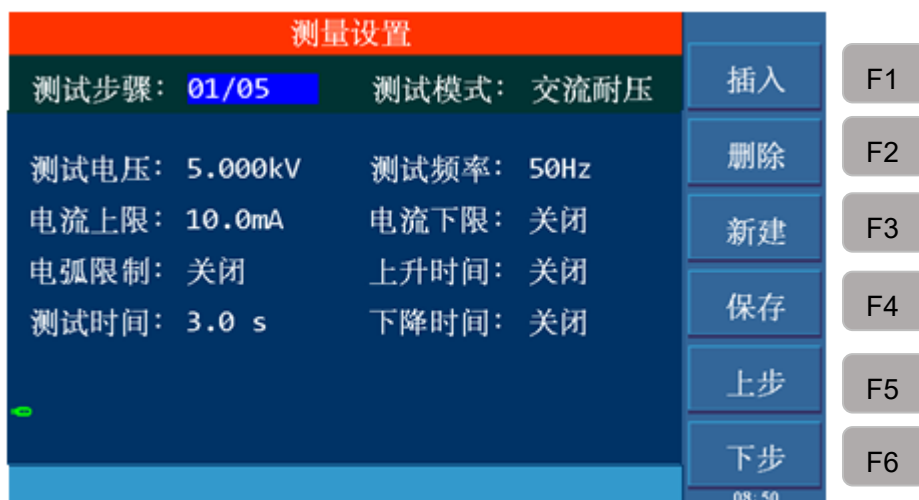 测量设置
测试步骤: 01/05 测试模式: 交流耐压
测试电压: 5.000kV 测试频率: 50Hz
电流上限: 10.0mA 电流下限: 关闭
电弧限制: 关闭 上升时间: 关闭
测试时间: 3.0 s 下降时间: 关闭
插入 F1
删除 F2
新建 F3
保存 F4
上步 F5
下步 F6
08:50